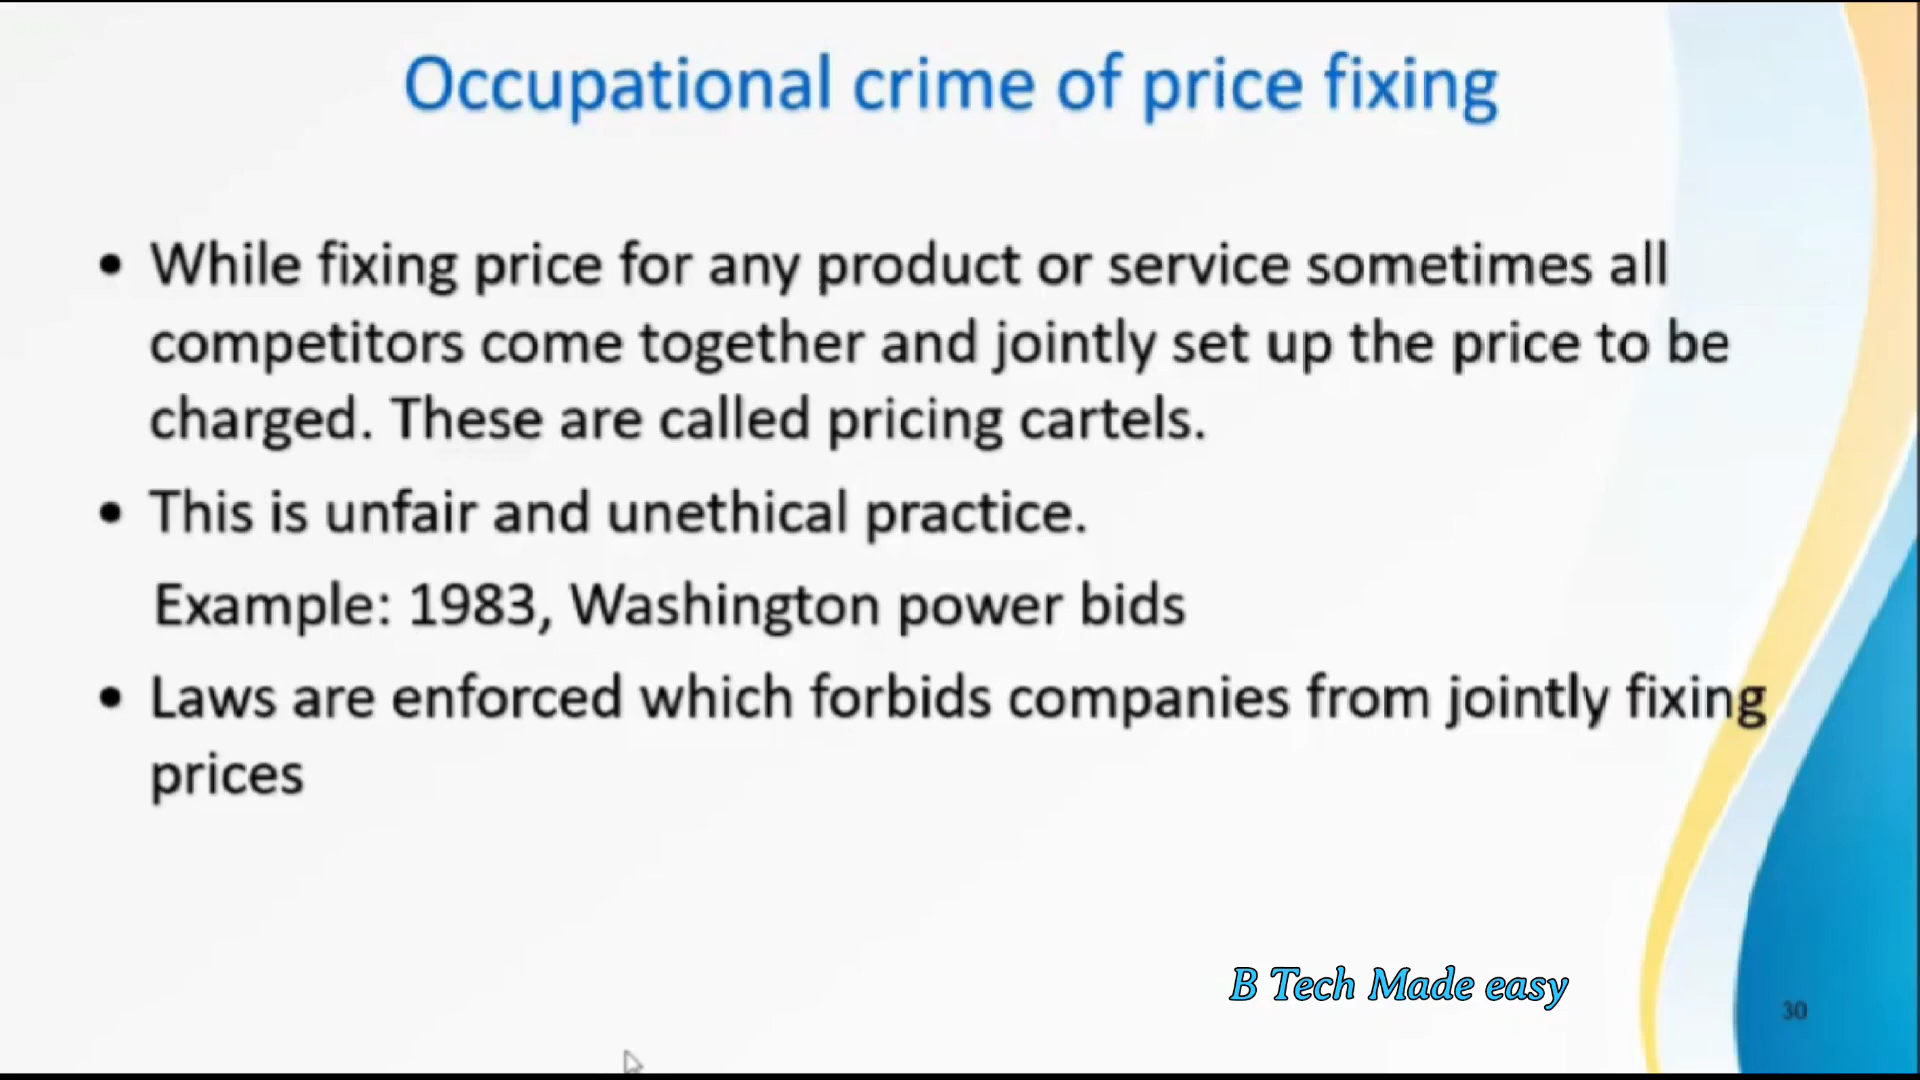 Occupational crime of price fixing
• While fixing price for any product or service sometimes all
competitors come together and jointly set up the price to be
charged. These are called pricing cartels.
• This is unfair and unethical practice.
Example: 1983, Washington power bids
• Laws are enforced which forbids companies from jointly fixing
prices
B Tech Made easy
30